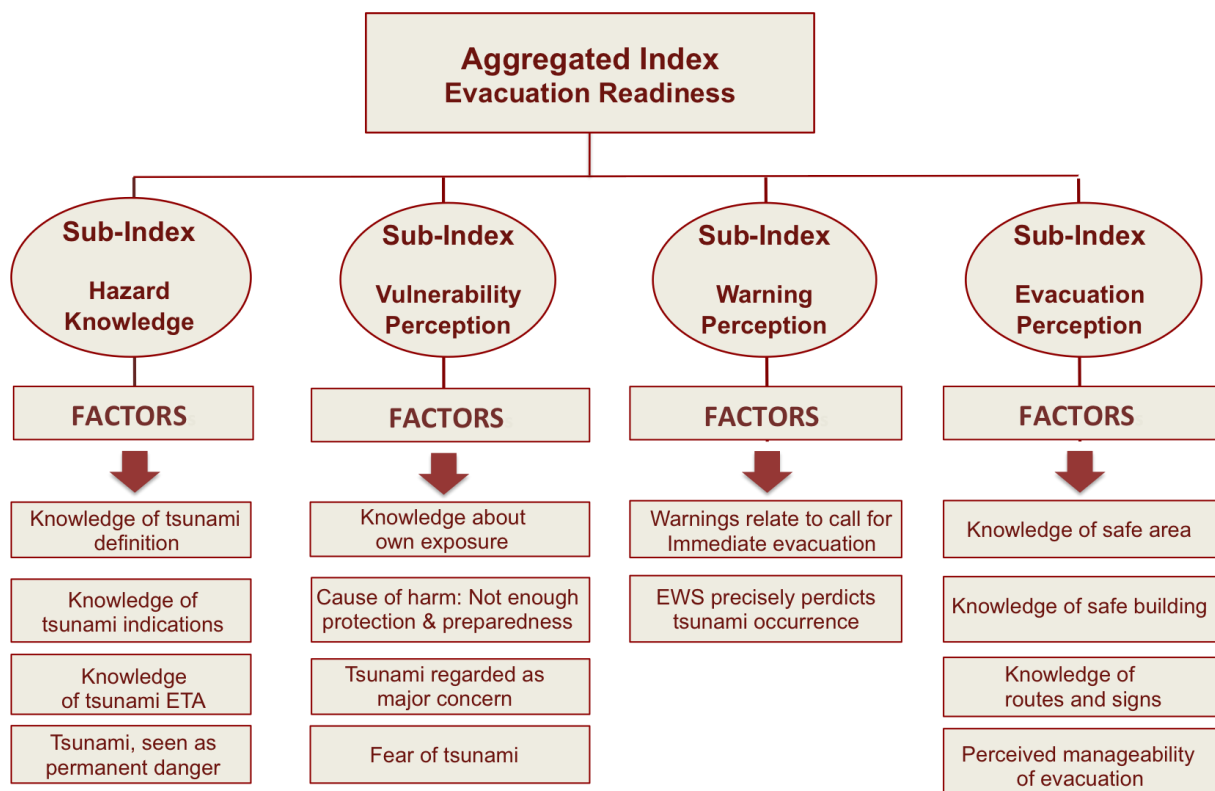 Aggregated Index
Evacuation Readiness
Sub-Index
Hazard
Knowledge
Sub-Index
Vulnerability
Perception
Sub-Index
Warning
Perception
Sub-Index
Evacuation
Perception
FACTORS
FACTORS
FACTORS
FACTORS
Knowledge of tsunami
definition
Knowledge of
tsunami indications
Knowledge
of tsunami ETA
Tsunami, seen as
permanent danger
Knowledge about
own exposure
Cause of harm: Not enough
protection & preparedness
Tsunami regarded as
major concern
Fear of tsunami
Warnings relate to call for
Immediate evacuation
EWS precisely perdicts
tsunami occurrence
Knowledge of safe area
Knowledge of safe building
Knowledge of
routes and signs
Perceived manageability
of evacuation